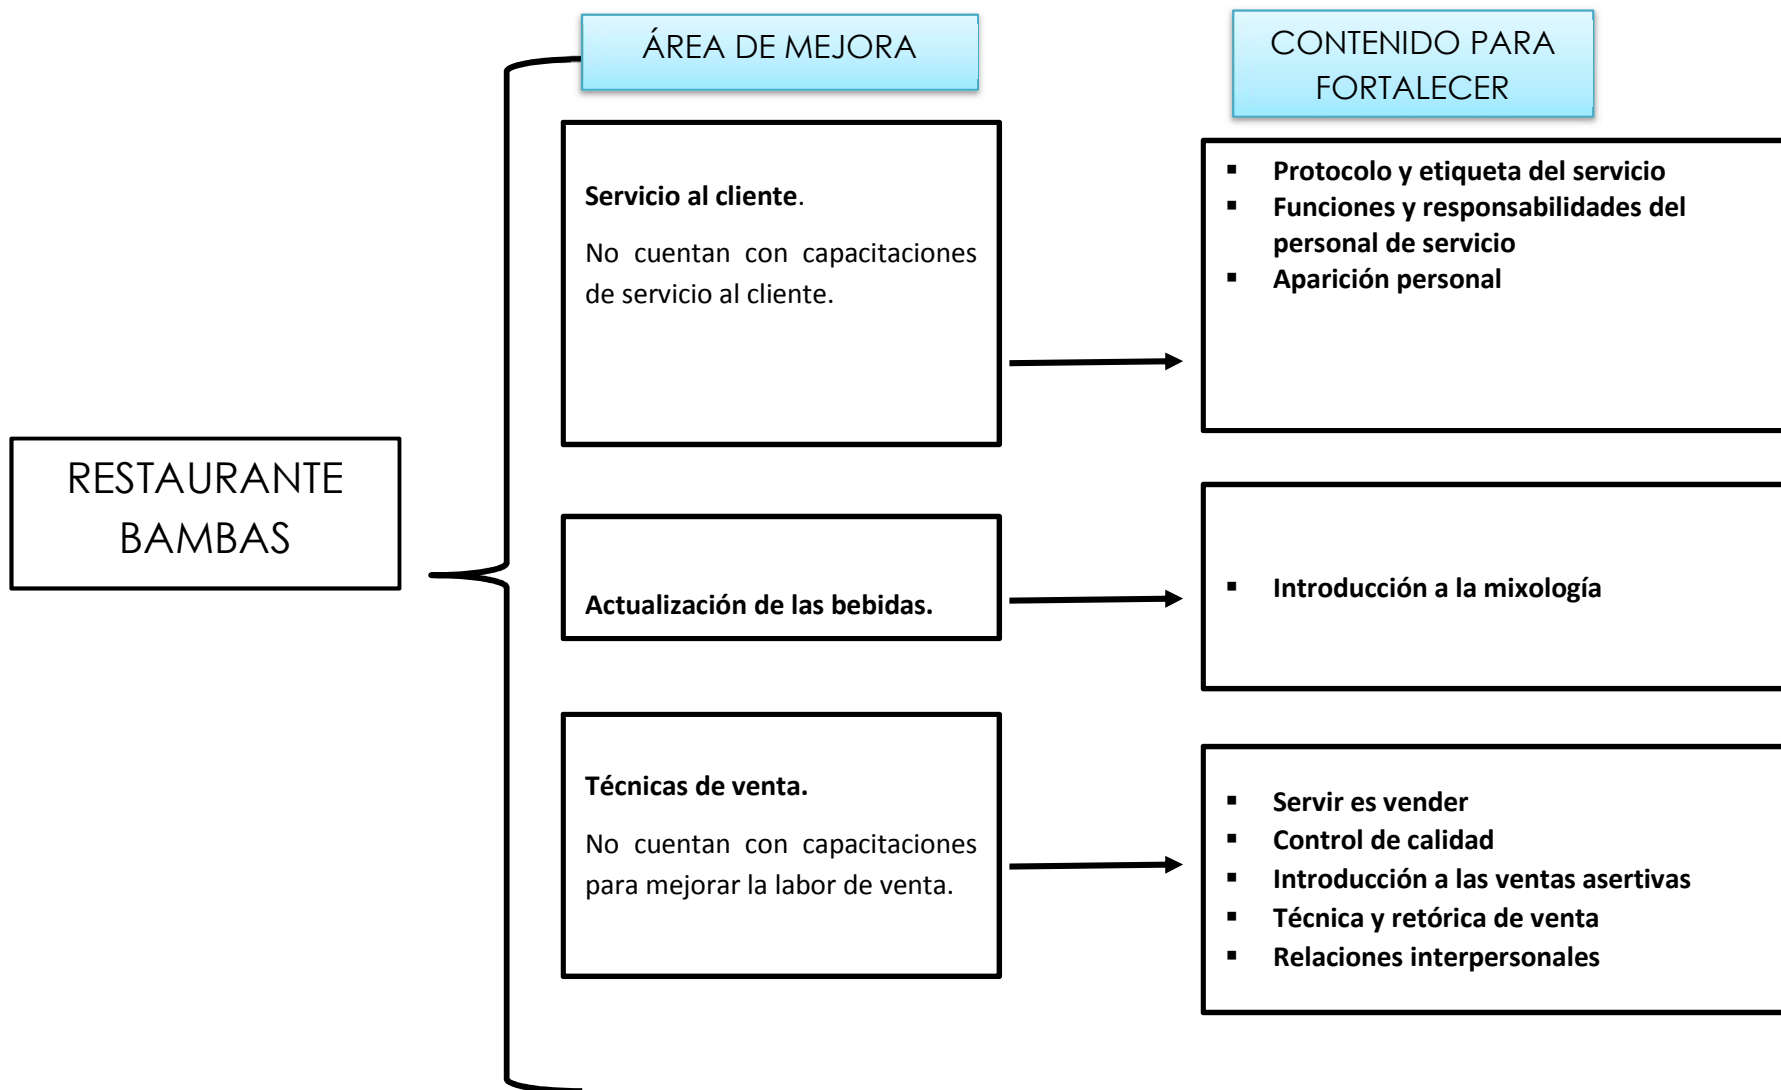 ÁREA DE MEJORA
CONTENIDO PARA
FORTALECER
RESTAURANTE
BAMBAS
Servicio al cliente.
No cuentan con capacitaciones
de servicio al cliente.
▪ Protocolo y etiqueta del servicio
▪ Funciones y responsabilidades del
personal de servicio
▪ Aparición personal
Actualización de las bebidas.
▪ Introducción a la mixología
Técnicas de venta.
No cuentan con capacitaciones
para mejorar la labor de venta.
▪ Servir es vender
▪ Control de calidad
▪ Introducción a las ventas asertivas
▪ Técnica y retórica de venta
▪ Relaciones interpersonales